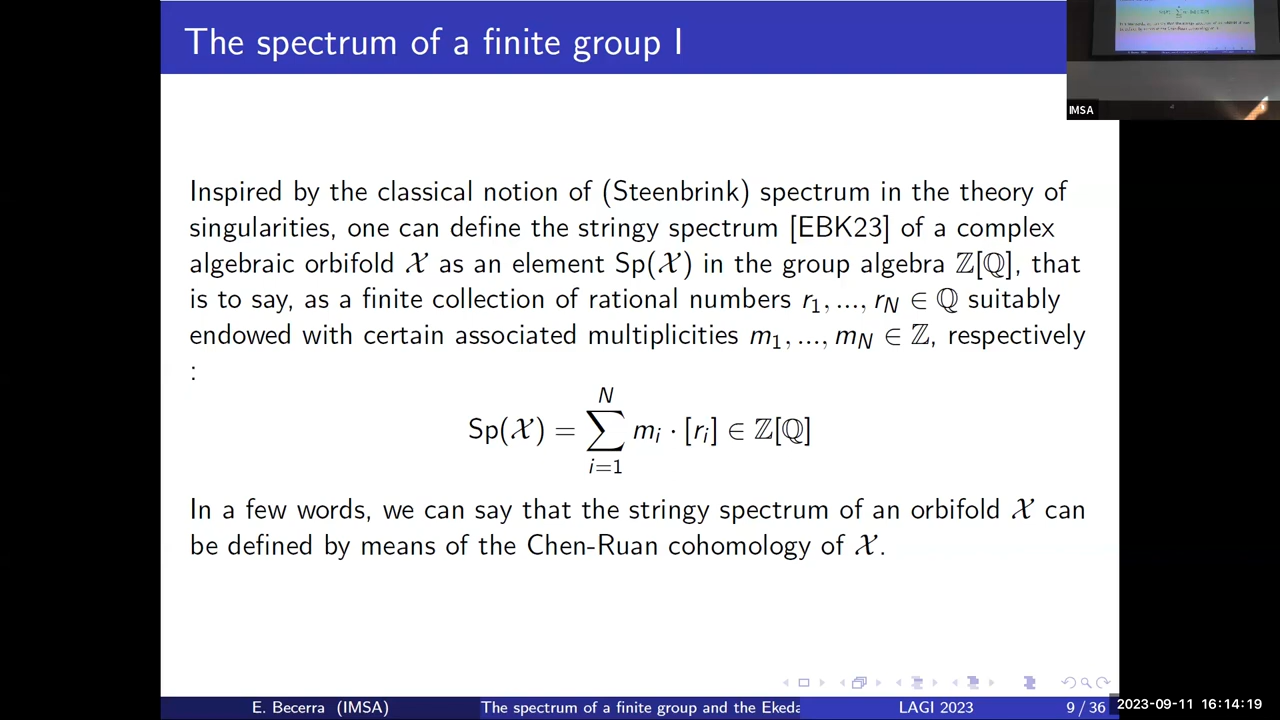 The spectrum of a finite group I
IMSA
Inspired by the classical notion of (Steenbrink) spectrum in the theory of
singularities, one can define the stringy spectrum [EBK23] of a complex
algebraic orbifold 𝒳 as an element Sp(𝒳) in the group algebra ℤ[ℚ], that
is to say, as a finite collection of rational numbers r₁, ..., r_N ∈ ℚ suitably
endowed with certain associated multiplicities m₁, ..., m_N ∈ ℤ, respectively
:
Sp(𝒳) = ∑_{i=1}^{N} m_i · [r_i] ∈ ℤ[ℚ]
In a few words, we can say that the stringy spectrum of an orbifold 𝒳 can
be defined by means of the Chen-Ruan cohomology of 𝒳.
E. Becerra (IMSA) The spectrum of a finite group and the Ekeda LAGI 2023 9 / 36 2023-09-11 16:14:19